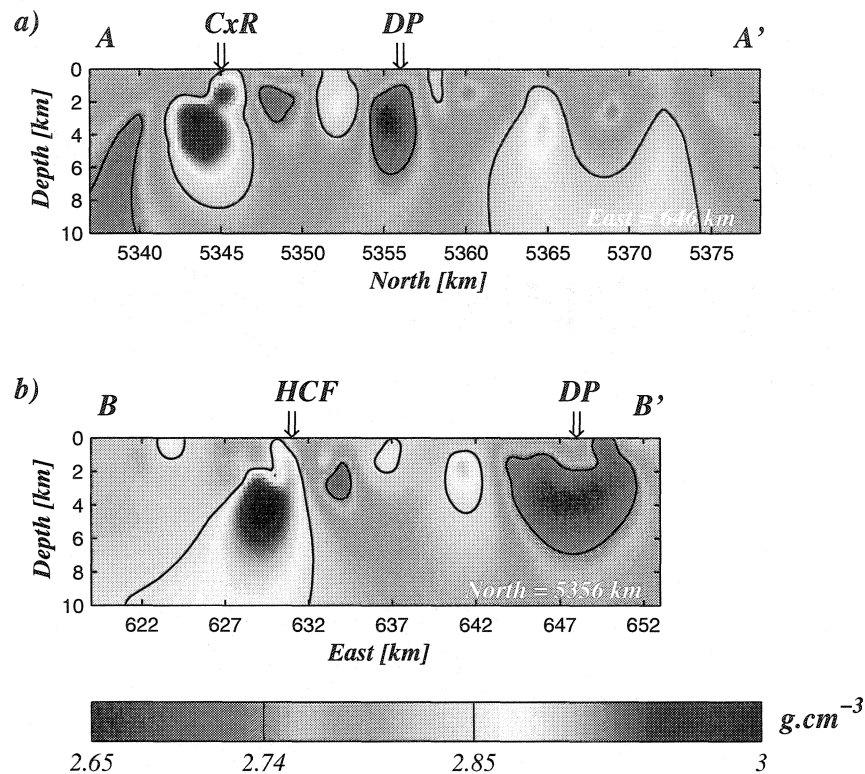 a)
A CxR DP A'
Depth [km]
0
2
4
6
8
10
East = 646 km
5340 5345 5350 5355 5360 5365 5370 5375
North [km]
b)
B HCF DP B'
Depth [km]
0
2
4
6
8
10
North = 5356 km
622 627 632 637 642 647 652
East [km]
g.cm⁻³
2.65 2.74 2.85 3